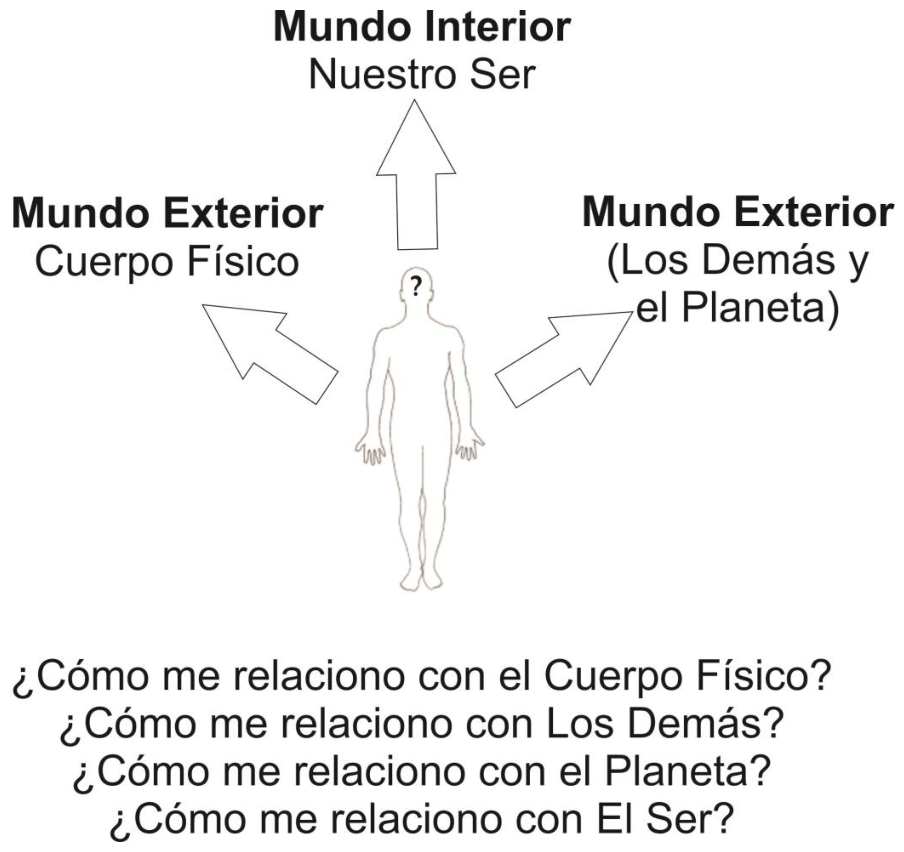 Mundo Interior
Nuestro Ser
Mundo Exterior
Cuerpo Físico
Mundo Exterior
(Los Demás y
el Planeta)
?
¿Cómo me relaciono con el Cuerpo Físico?
¿Cómo me relaciono con Los Demás?
¿Cómo me relaciono con el Planeta?
¿Cómo me relaciono con El Ser?